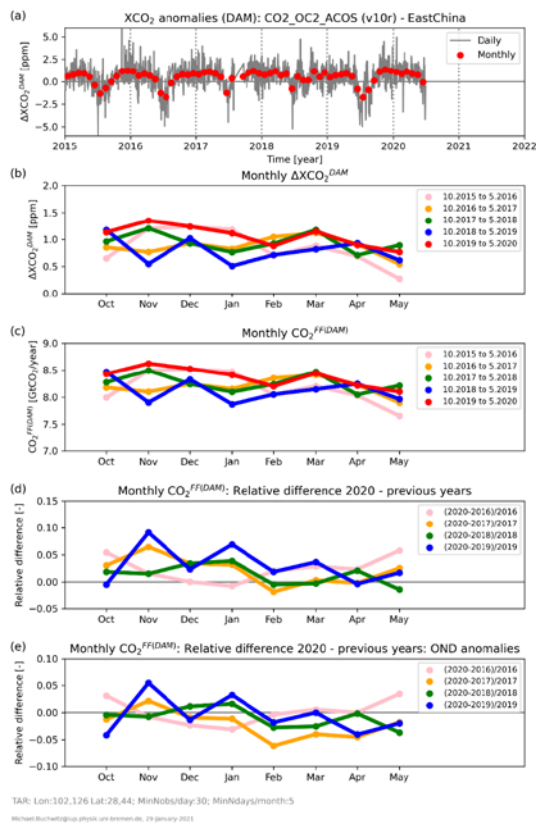 (a) XCO₂ anomalies (DAM): CO2_OC2_ACOS (v10r) - EastChina
ΔXCO₂ᴰᴬᴹ [ppm]
5.0
2.5
0.0
−2.5
−5.0
Daily
Monthly
2015 2016 2017 2018 2019 2020 2021 2022
Time [year]
(b) Monthly ΔXCO₂ᴰᴬᴹ
ΔXCO₂ᴰᴬᴹ [ppm]
2.0
1.5
1.0
0.5
0.0
10.2015 to 5.2016
10.2016 to 5.2017
10.2017 to 5.2018
10.2018 to 5.2019
10.2019 to 5.2020
Oct Nov Dec Jan Feb Mar Apr May
(c) Monthly CO₂ FF(DAM)
CO₂ FF(DAM) [GtCO₂/year]
9.0
8.5
8.0
7.5
7.0
10.2015 to 5.2016
10.2016 to 5.2017
10.2017 to 5.2018
10.2018 to 5.2019
10.2019 to 5.2020
Oct Nov Dec Jan Feb Mar Apr May
(d) Monthly CO₂ FF(DAM): Relative difference 2020 - previous years
Relative difference [-]
0.15
0.10
0.05
0.00
−0.05
(2020-2016)/2016
(2020-2017)/2017
(2020-2018)/2018
(2020-2019)/2019
Oct Nov Dec Jan Feb Mar Apr May
(e) Monthly CO₂ FF(DAM): Relative difference 2020 - previous years: OND anomalies
Relative difference [-]
0.10
0.05
0.00
−0.05
−0.10
(2020-2016)/2016
(2020-2017)/2017
(2020-2018)/2018
(2020-2019)/2019
Oct Nov Dec Jan Feb Mar Apr May
TAR: Lon:102,126 Lat:28,44; MinNobs/day:30; MinNdays/month:5
Michael.Buchwitz@iup.physik.uni-bremen.de, 29-January-2021